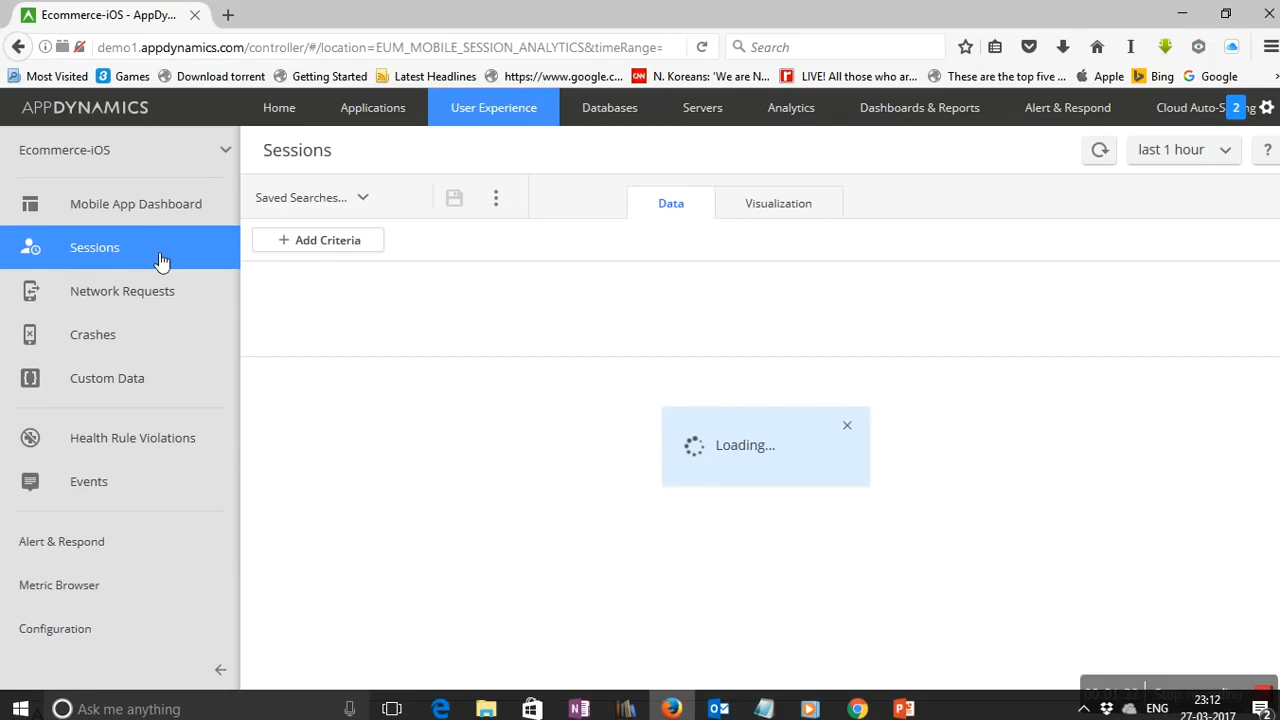 Ecommerce-iOS - AppDy...
demo1.appdynamics.com/controller/#/location=EUM_MOBILE_SESSION_ANALYTICS&timeRange=
Search
Most Visited
Games
Download torrent
Getting Started
Latest Headlines
https://www.google.c...
N. Koreans: 'We are N...
LIVE! All those who ar...
These are the top five ...
Apple
Bing
Google
APPDYNAMICS
Home
Applications
User Experience
Databases
Servers
Analytics
Dashboards & Reports
Alert & Respond
Cloud Auto-S
2
ng
Ecommerce-iOS
Sessions
last 1 hour
?
Mobile App Dashboard
Saved Searches...
Data
Visualization
Sessions
+ Add Criteria
Network Requests
Crashes
Custom Data
Loading...
Health Rule Violations
Events
Alert & Respond
Metric Browser
Configuration
Ask me anything
ENG
23:12
27-03-2017
2